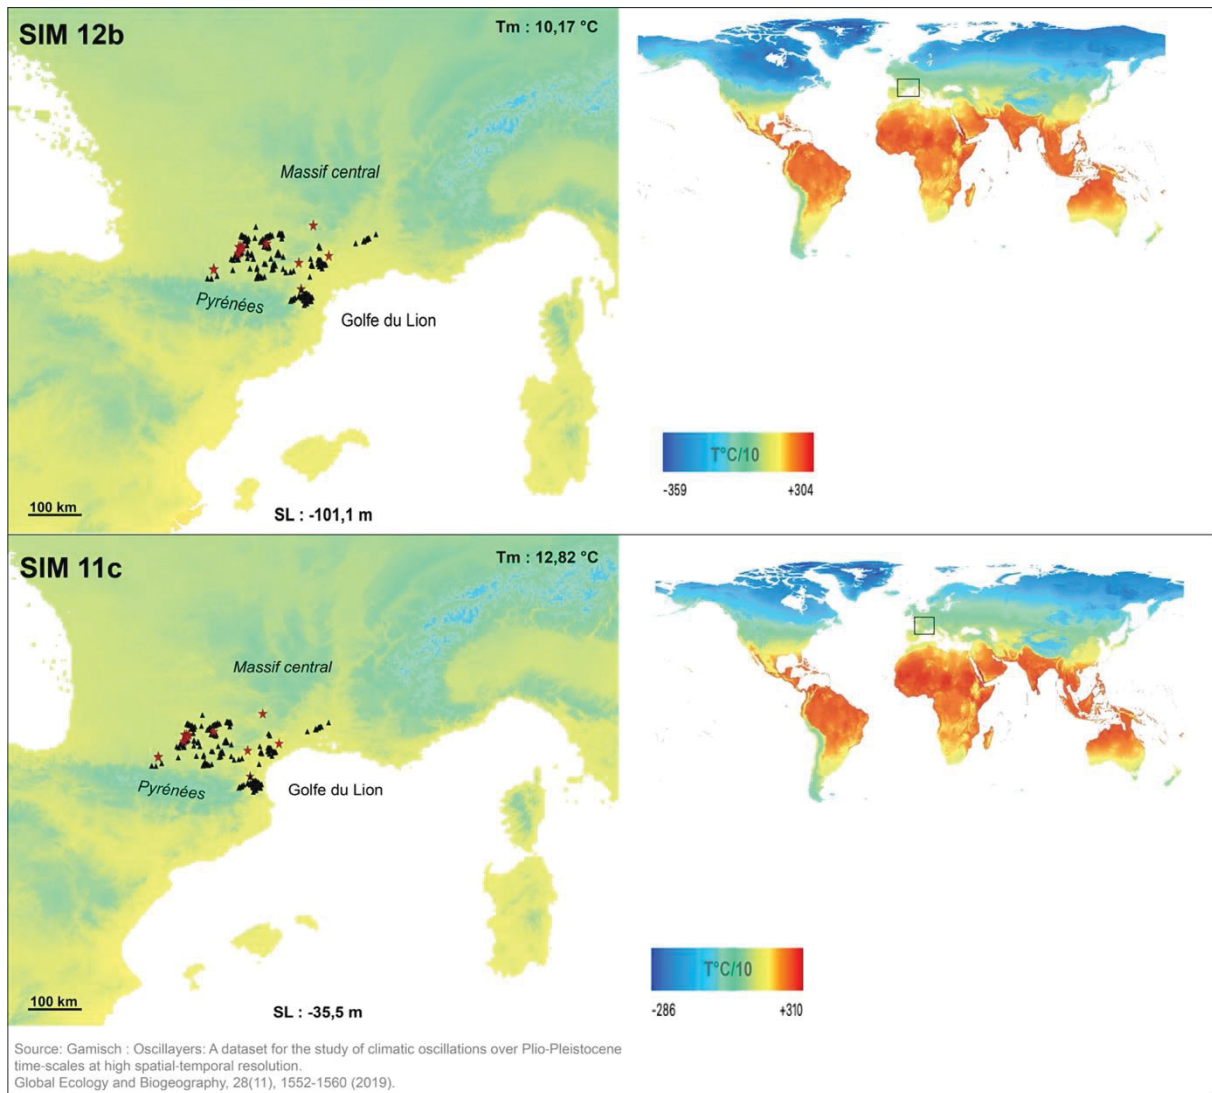 SIM 12b
Tm : 10,17 °C
Massif central
Pyrénées
Golfe du Lion
100 km
SL : -101,1 m
T°C/10
-359
+304
SIM 11c
Tm : 12,82 °C
Massif central
Pyrénées
Golfe du Lion
100 km
SL : -35,5 m
T°C/10
-286
+310
Source: Gamisch : Oscillayers: A dataset for the study of climatic oscillations over Plio-Pleistocene
time-scales at high spatial-temporal resolution.
Global Ecology and Biogeography, 28(11), 1552-1560 (2019).